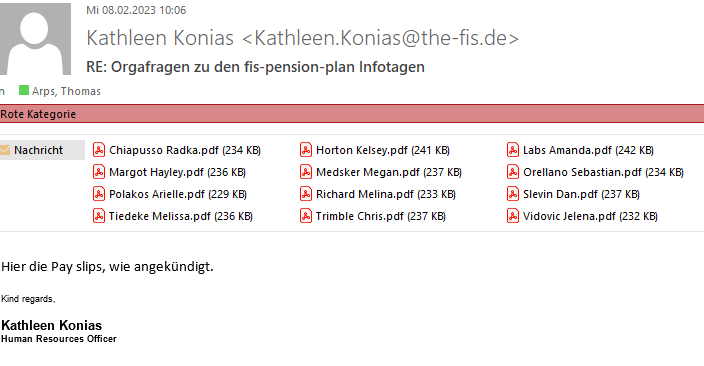 Mi 08.02.2023 10:06
Kathleen Konias <Kathleen.Konias@the-fis.de>
RE: Orgafragen zu den fis-pension-plan Infotagen
n Arps, Thomas
Rote Kategorie
Nachricht Chiapusso Radka.pdf (234 KB) Horton Kelsey.pdf (241 KB) Labs Amanda.pdf (242 KB)
Margot Hayley.pdf (236 KB) Medsker Megan.pdf (237 KB) Orellano Sebastian.pdf (234 KB)
Polakos Arielle.pdf (229 KB) Richard Melina.pdf (233 KB) Slevin Dan.pdf (237 KB)
Tiedeke Melissa.pdf (236 KB) Trimble Chris.pdf (237 KB) Vidovic Jelena.pdf (232 KB)
Hier die Pay slips, wie angekündigt.
Kind regards,
Kathleen Konias
Human Resources Officer